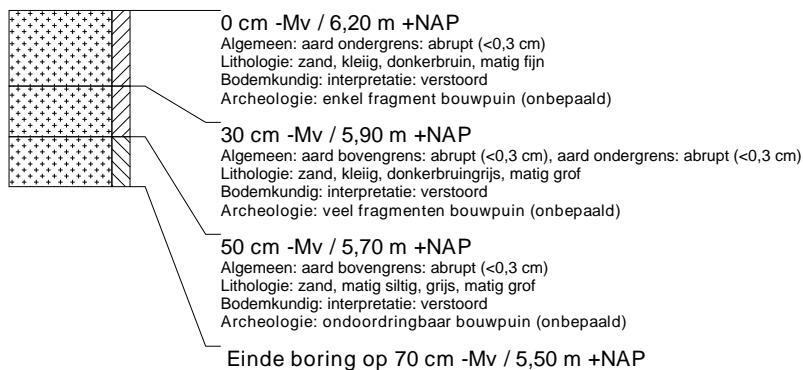 0 cm -Mv / 6,20 m +NAP
Algemeen: aard ondergrens: abrupt (<0,3 cm)
Lithologie: zand, kleiig, donkerbruin, matig fijn
Bodemkundig: interpretatie: verstoord
Archeologie: enkel fragment bouwpuin (onbepaald)
30 cm -Mv / 5,90 m +NAP
Algemeen: aard bovengrens: abrupt (<0,3 cm), aard ondergrens: abrupt (<0,3 cm)
Lithologie: zand, kleiig, donkerbruingrijs, matig grof
Bodemkundig: interpretatie: verstoord
Archeologie: veel fragmenten bouwpuin (onbepaald)
50 cm -Mv / 5,70 m +NAP
Algemeen: aard bovengrens: abrupt (<0,3 cm)
Lithologie: zand, matig siltig, grijs, matig grof
Bodemkundig: interpretatie: verstoord
Archeologie: ondoordringbaar bouwpuin (onbepaald)
Einde boring op 70 cm -Mv / 5,50 m +NAP